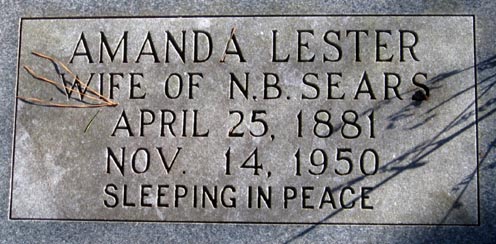 AMANDA LESTER
WIFE OF N.B. SEARS
APRIL 25, 1881
NOV. 14, 1950
SLEEPING IN PEACE